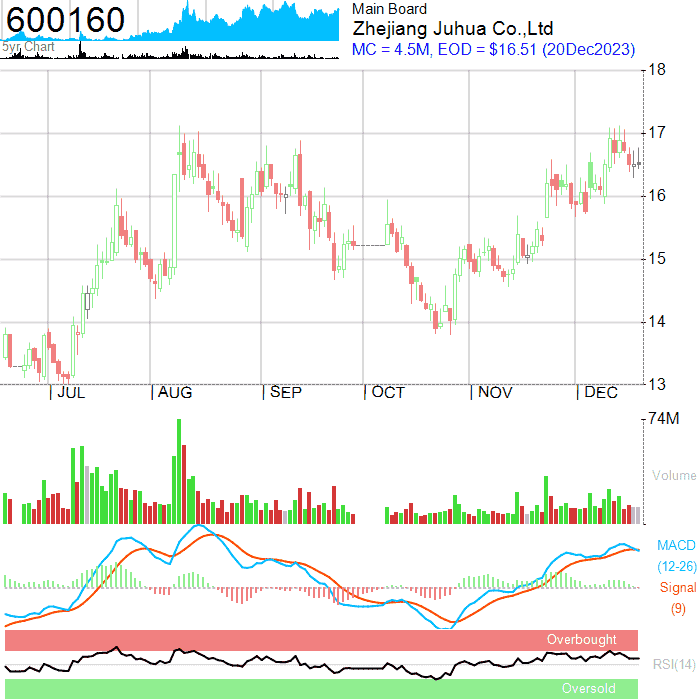 600160
5yr Chart
Main Board
Zhejiang Juhua Co.,Ltd
MC = 4.5M, EOD = $16.51 (20Dec2023)
18
17
16
15
14
13
| JUL | AUG | SEP | OCT | NOV | DEC
74M
Volume
MACD
(12-26)
Signal
(9)
Overbought
RSI(14)
Oversold